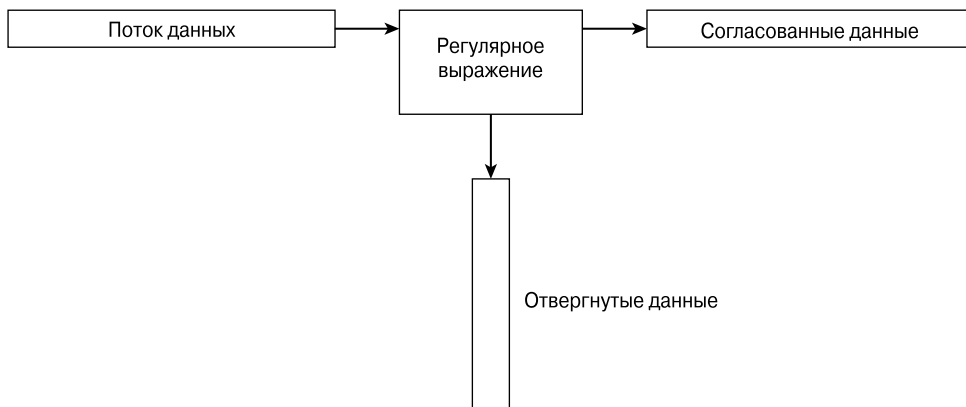 Поток данных
Регулярное
выражение
Согласованные данные
Отвергнутые данные